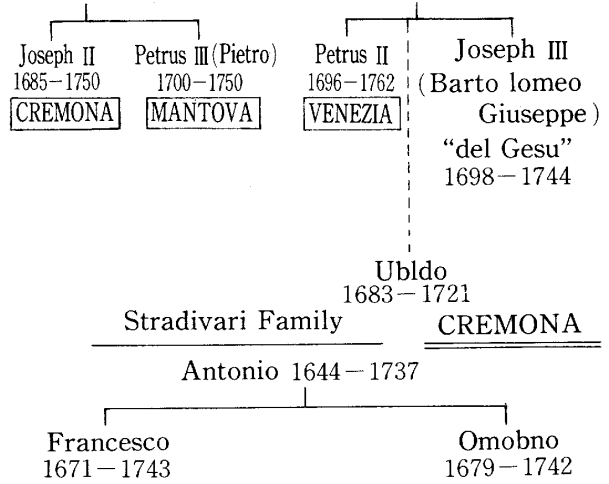 Joseph II
1685-1750
CREMONA
Petrus III (Pietro)
1700-1750
MANTOVA
Petrus II
1696-1762
VENEZIA
Joseph III
(Barto lomeo
Giuseppe)
"del Gesu"
1698-1744
Ubldo
1683-1721
Stradivari Family
CREMONA
Antonio 1644-1737
Francesco
1671-1743
Omobno
1679-1742